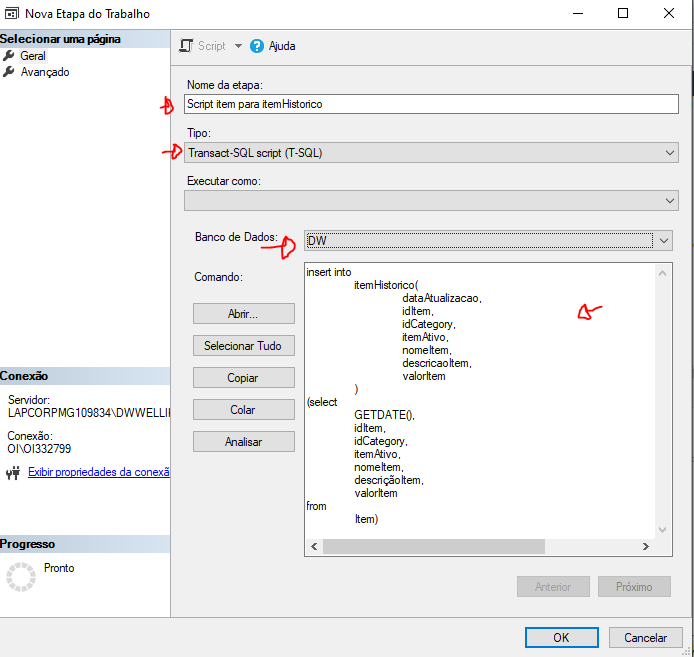 Nova Etapa do Trabalho
Selecionar uma página
Geral
Avançado
Script
Ajuda
Nome da etapa:
Script item para itemHistorico
Tipo:
Transact-SQL script (T-SQL)
Executar como:
Banco de Dados:
DW
Comando:
Abrir...
Selecionar Tudo
Copiar
Colar
Analisar
insert into
itemHistorico(
dataAtualizacao,
idItem,
idCategory,
itemAtivo,
nomeItem,
descricaoItem,
valorItem
)
(select
GETDATE(),
idItem,
idCategory,
itemAtivo,
nomeItem,
descriçãoItem,
valorItem
from
Item)
Conexão
Servidor:
LAPCORPMG109834\DWWELLI
Conexão:
OI\OI332799
Exibir propriedades da conexã
Progresso
Pronto
Anterior
Próximo
OK
Cancelar